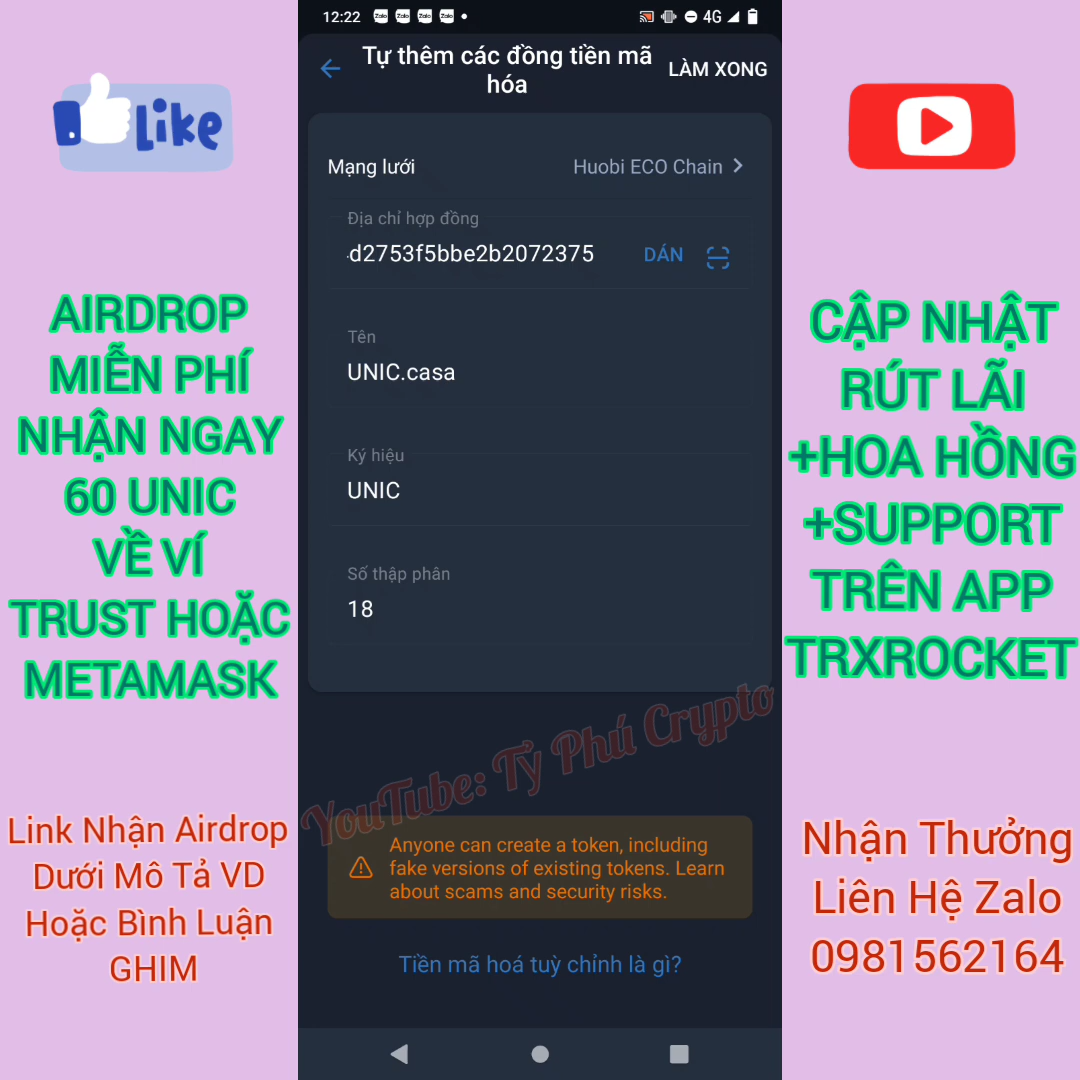 12:22
Zalo Zalo Zalo Zalo
4G
Tự thêm các đồng tiền mã
hóa
LÀM XONG
Like
Mạng lưới
Huobi ECO Chain
Địa chỉ hợp đồng
d2753f5bbe2b2072375
DÁN
Tên
UNIC.casa
Ký hiệu
UNIC
Số thập phân
18
AIRDROP
MIỄN PHÍ
NHẬN NGAY
60 UNIC
VỀ VÍ
TRUST HOẶC
METAMASK
CẬP NHẬT
RÚT LÃI
+HOA HỒNG
+SUPPORT
TRÊN APP
TRXROCKET
YouTube: Tỷ Phú Crypto
Link Nhận Airdrop
Dưới Mô Tả VD
Hoặc Bình Luận
GHIM
Anyone can create a token, including
fake versions of existing tokens. Learn
about scams and security risks.
Tiền mã hoá tuỳ chỉnh là gì?
Nhận Thưởng
Liên Hệ Zalo
0981562164